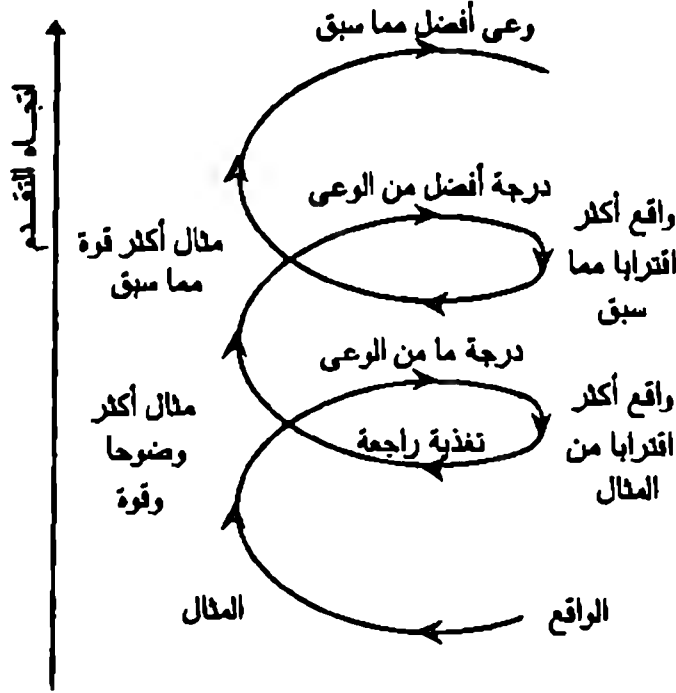 وعى أفضل مما سبق
اتجاه التقدم
درجة أفضل من الوعى
واقع أكثر
اقترابا مما
سبق
مثال أكثر قوة
مما سبق
درجة ما من الوعى
واقع أكثر
اقترابا من
المثال
مثال أكثر
وضوحا
وقوة
تغذية راجعة
الواقع
المثال